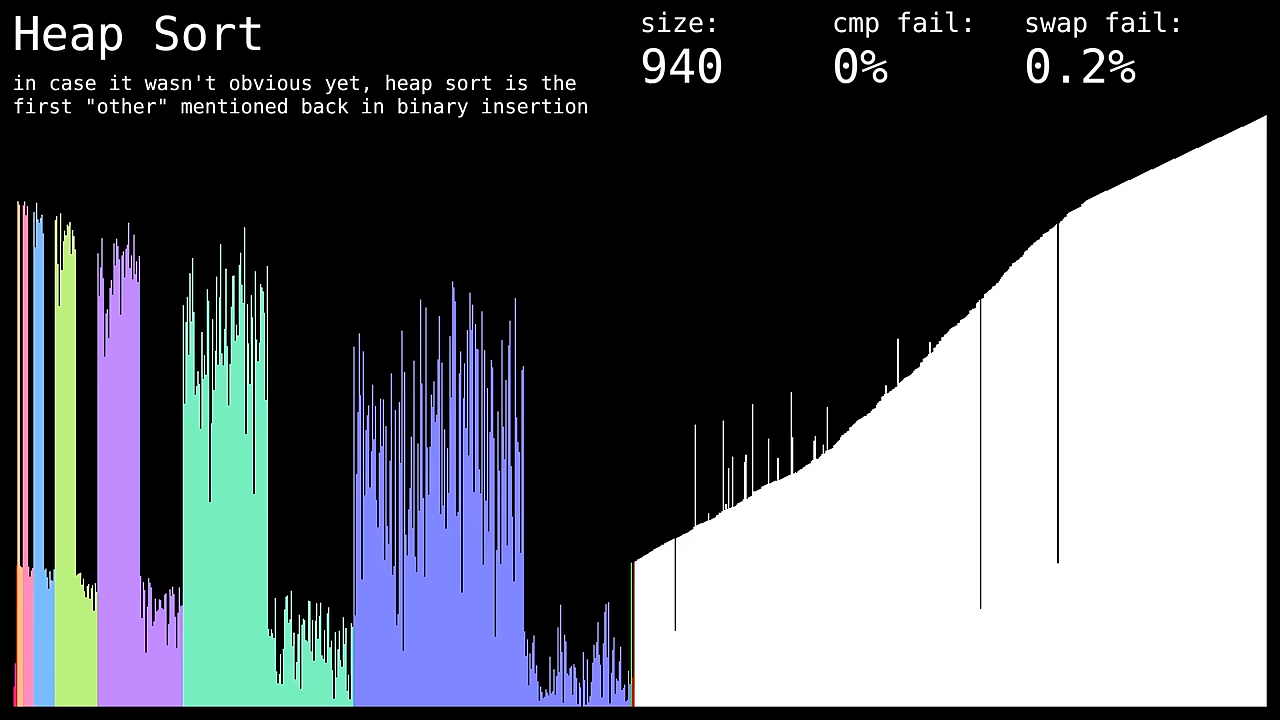 Heap Sort
in case it wasn't obvious yet, heap sort is the
first "other" mentioned back in binary insertion
size:
940
cmp fail:
0%
swap fail:
0.2%